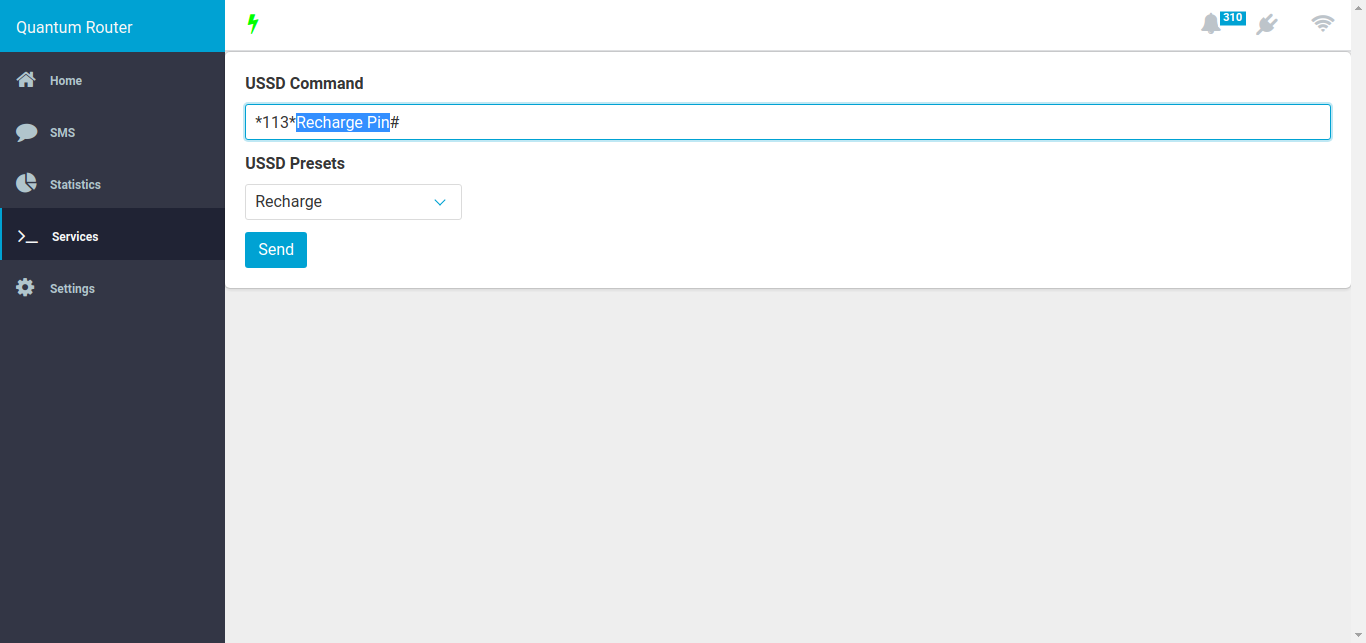 Quantum Router
310
Home
SMS
Statistics
Services
Settings
USSD Command
*113*Recharge Pin#
USSD Presets
Recharge
Send